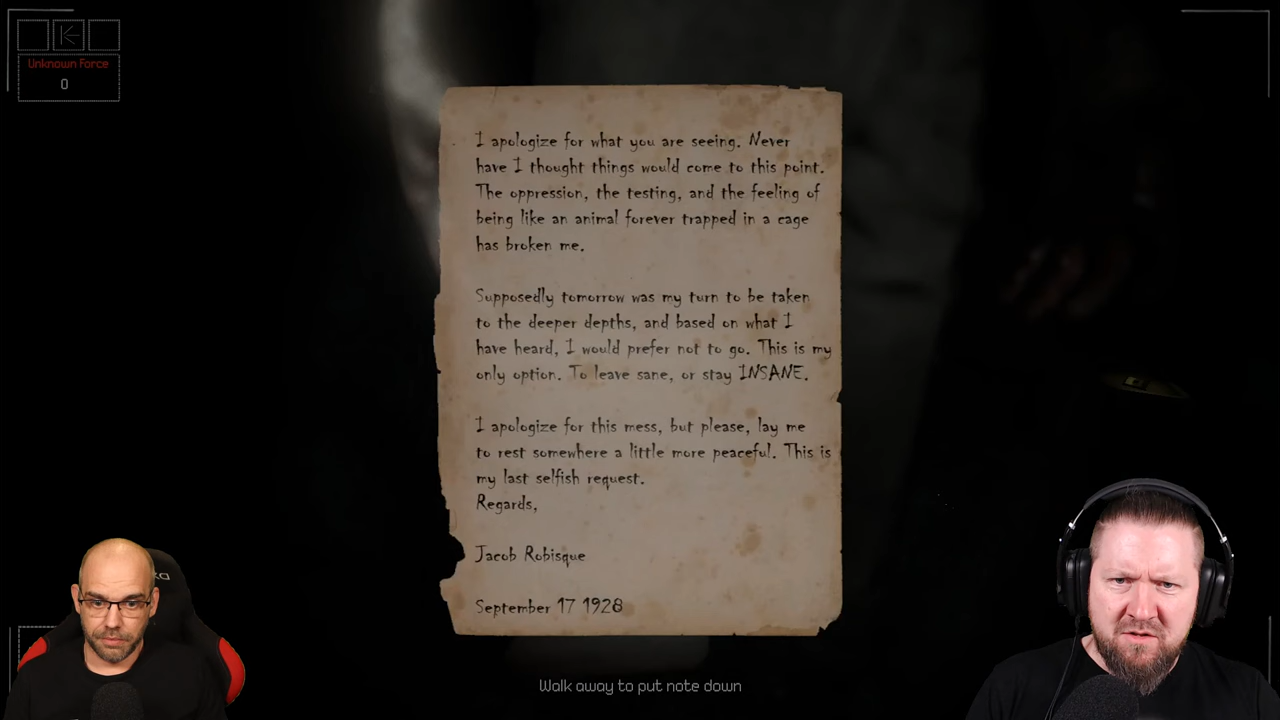 Unknown Force
0
I apologize for what you are seeing. Never
have I thought things would come to this point.
The oppression, the testing, and the feeling of
being like an animal forever trapped in a cage
has broken me.
Supposedly tomorrow was my turn to be taken
to the deeper depths, and based on what I
have heard, I would prefer not to go. This is my
only option. To leave sane, or stay INSANE.
I apologize for this mess, but please, lay me
to rest somewhere a little more peaceful. This is
my last selfish request.
Regards,
Jacob Robisque
September 17 1928
Walk away to put note down